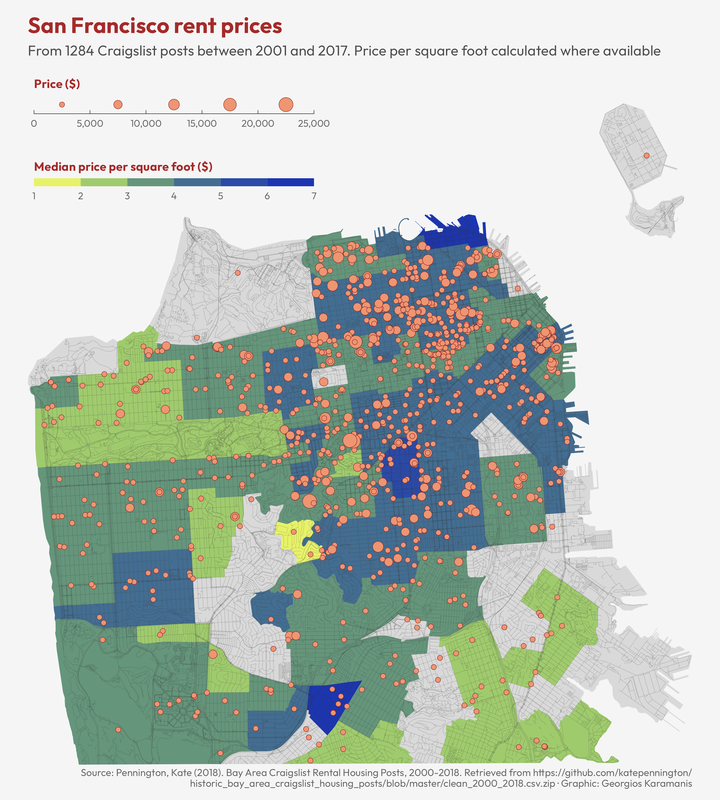 San Francisco rent prices
From 1284 Craigslist posts between 2001 and 2017. Price per square foot calculated where available
Price ($)
0 5,000 10,000 15,000 20,000 25,000
Median price per square foot ($)
1 2 3 4 5 6 7
Source: Pennington, Kate (2018). Bay Area Craigslist Rental Housing Posts, 2000-2018. Retrieved from https://github.com/katepennington/
historic_bay_area_craigslist_housing_posts/blob/master/clean_2000_2018.csv.zip · Graphic: Georgios Karamanis